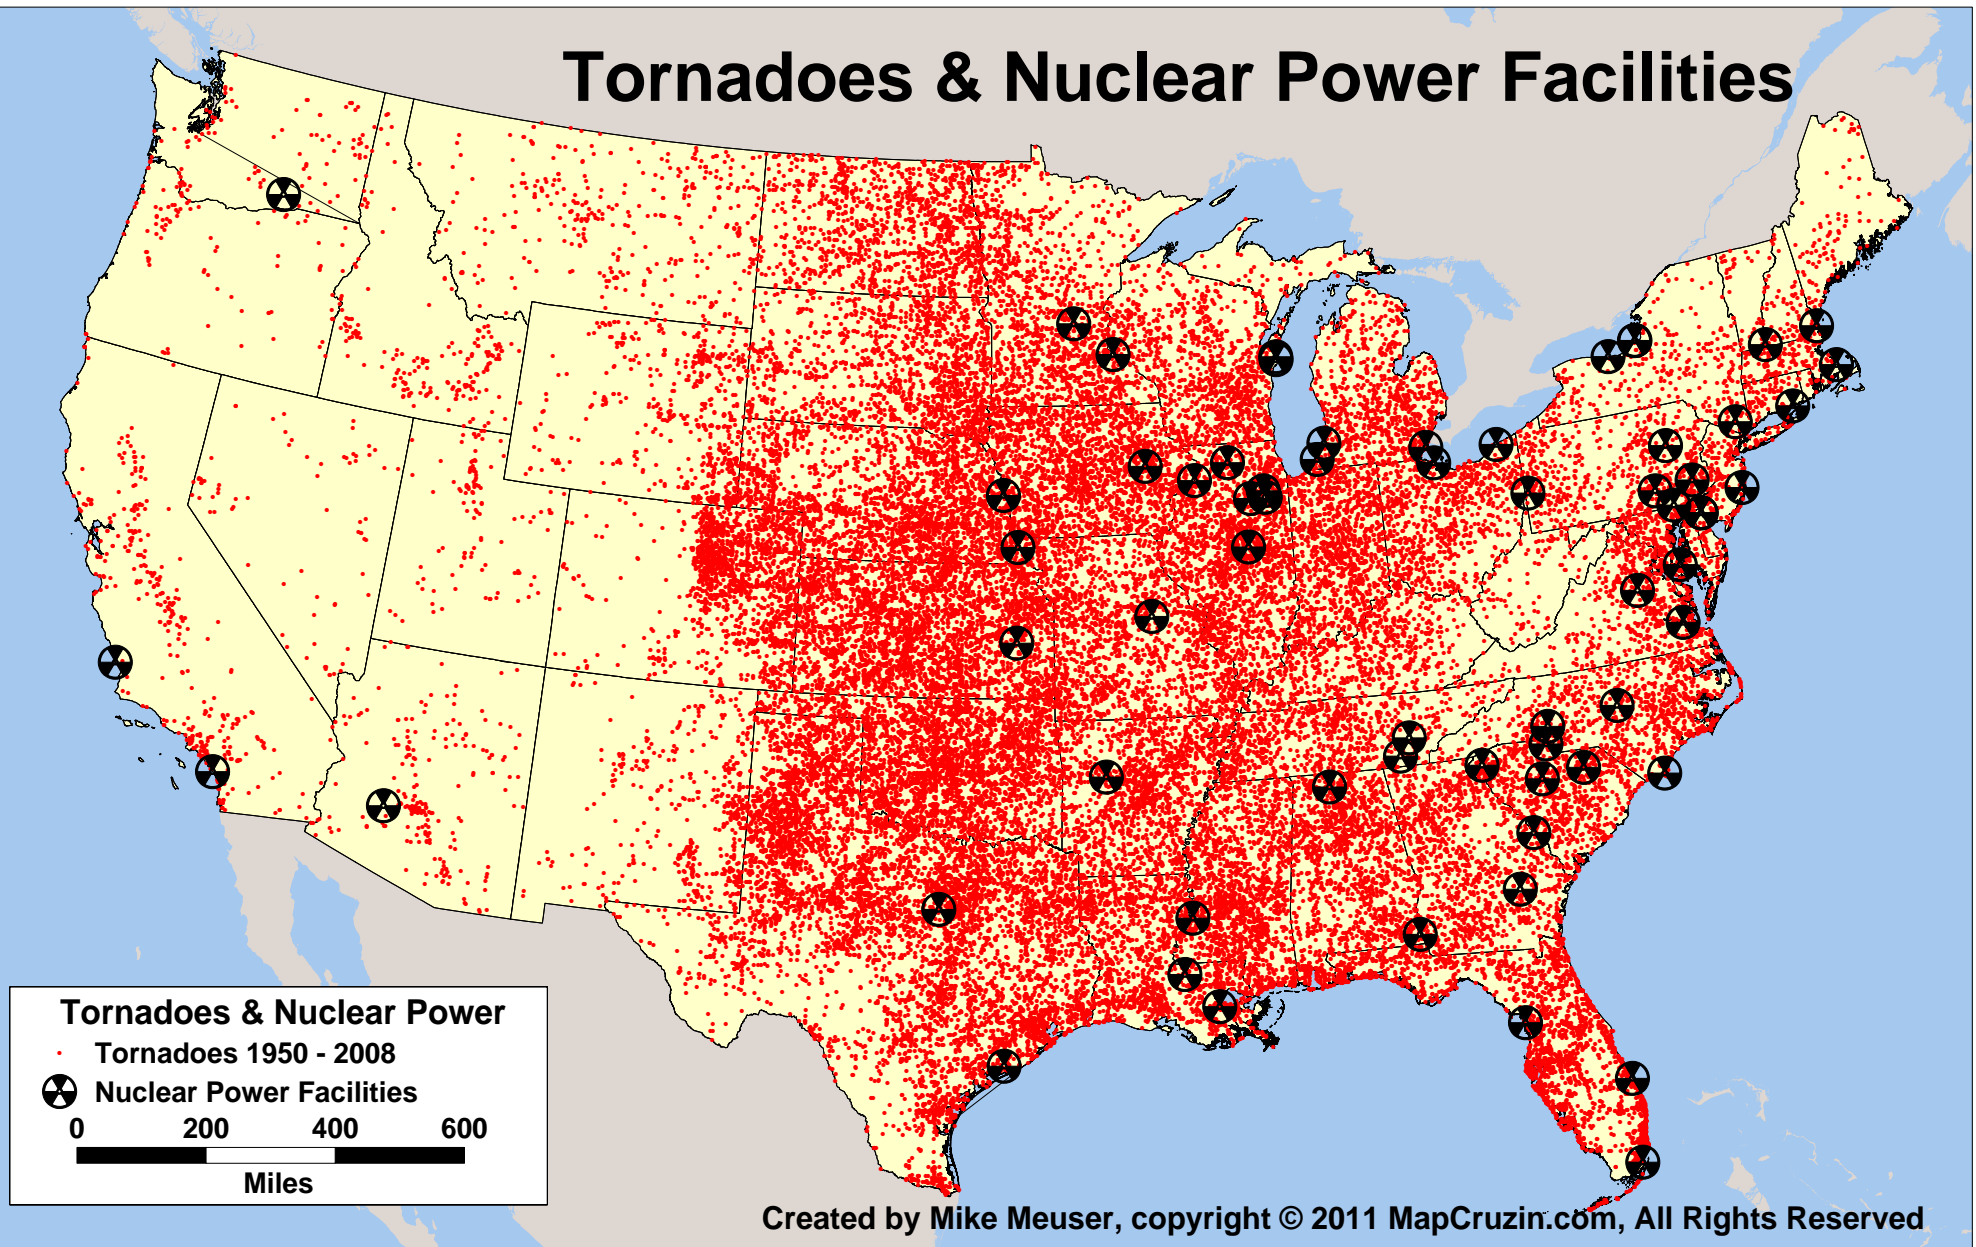 Tornadoes & Nuclear Power Facilities
Tornadoes & Nuclear Power
Tornadoes 1950 - 2008
Nuclear Power Facilities
0 200 400 600
Miles
Created by Mike Meuser, copyright © 2011 MapCruzin.com, All Rights Reserved